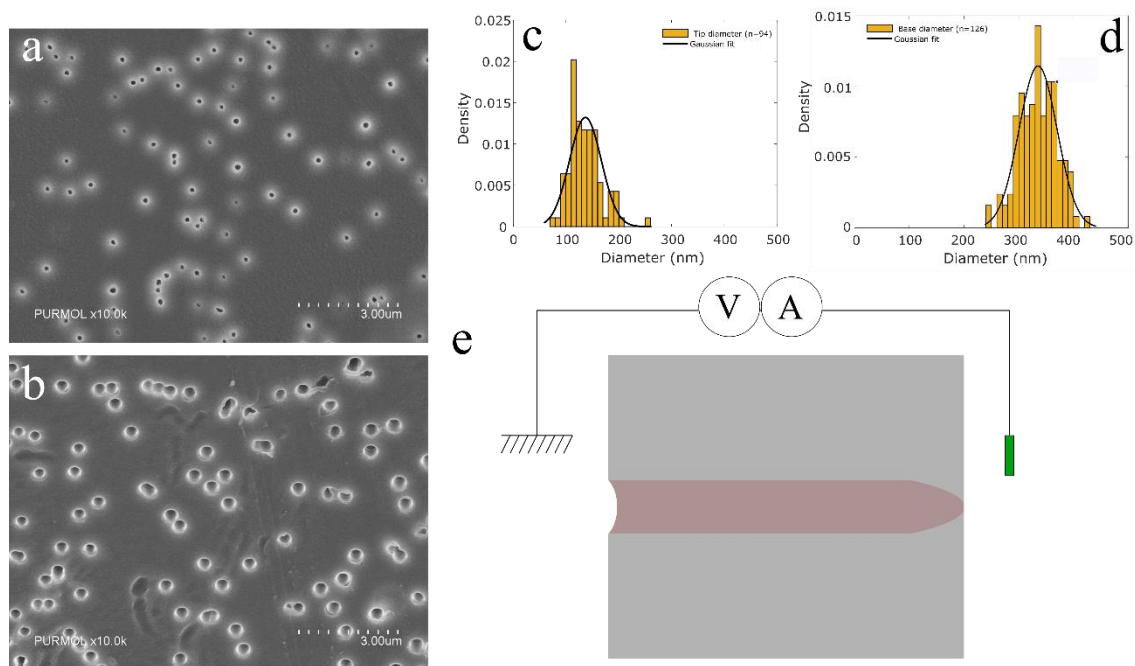 a
PURMOL x10.0k
3.00um
b
PURMOL x10.0k
3.00um
c
0.025
0.02
0.015
0.01
0.005
0
Density
Tip diameter (n=94)
Gaussian fit
0 100 200 300 400 500
Diameter (nm)
d
0.015
0.01
0.005
0
Density
Base diameter (n=126)
Gaussian fit
0 100 200 300 400 500
Diameter (nm)
e
V A